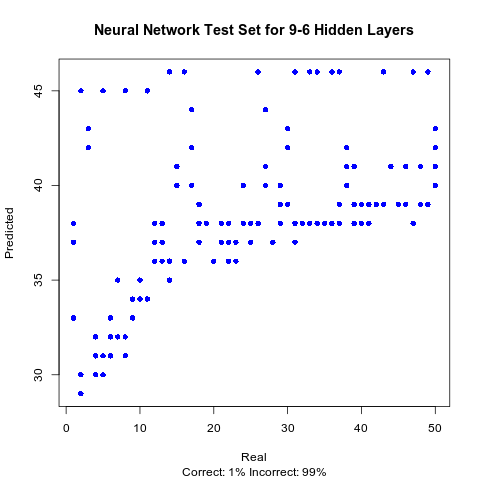 Neural Network Test Set for 9-6 Hidden Layers
Predicted
45
40
35
30
0 10 20 30 40 50
Real
Correct: 1% Incorrect: 99%